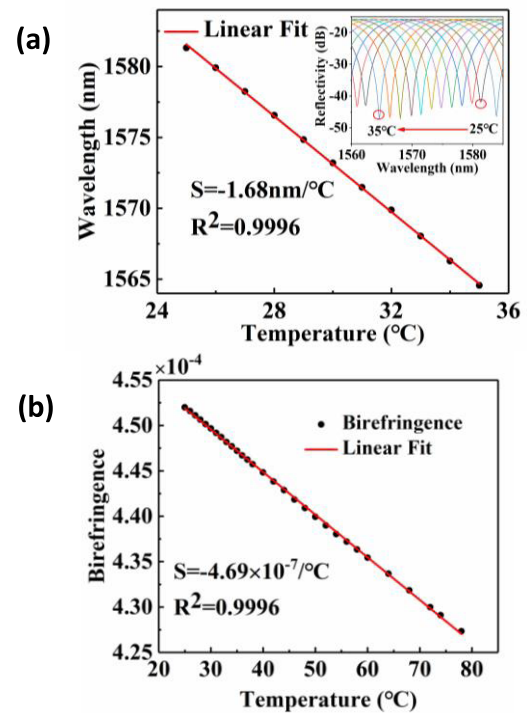 (a)
Linear Fit
1580
1575
1570
1565
Wavelength (nm)
S=-1.68nm/°C
R²=0.9996
24
28
32
36
Temperature (°C)
-20
-30
-40
-50
Reflectivity (dB)
35°C
25°C
1560
1570
1580
Wavelength (nm)
(b)
×10⁻⁴
4.55
4.50
4.45
4.40
4.35
4.30
4.25
Birefringence
Birefringence
Linear Fit
S=-4.69×10⁻⁷/°C
R²=0.9996
20
30
40
50
60
70
80
Temperature (°C)